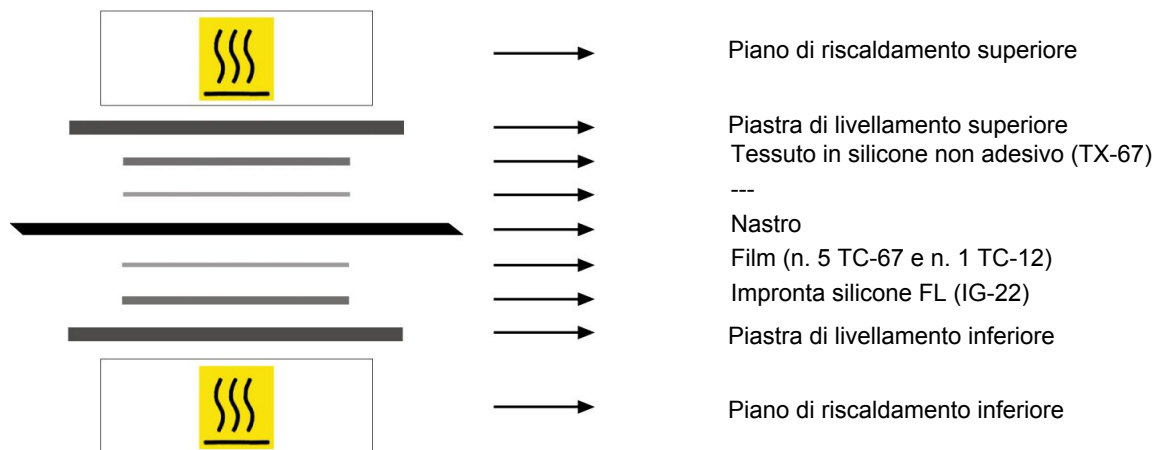 Piano di riscaldamento superiore
Piastra di livellamento superiore
Tessuto in silicone non adesivo (TX-67)
---
Nastro
Film (n. 5 TC-67 e n. 1 TC-12)
Impronta silicone FL (IG-22)
Piastra di livellamento inferiore
Piano di riscaldamento inferiore